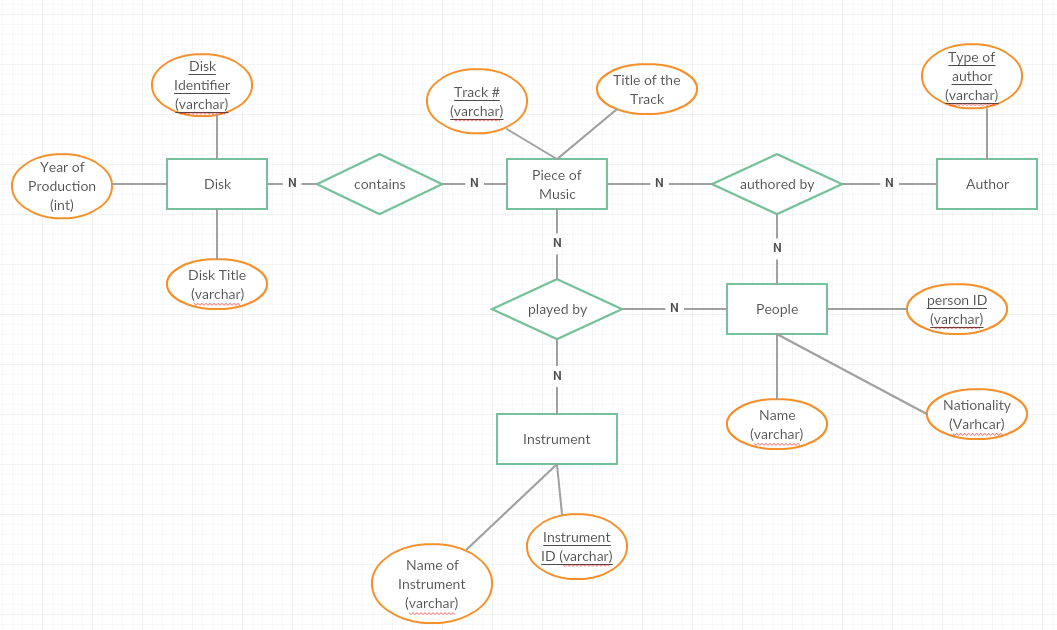 Disk
Identifier
(varchar)
Track #
(varchar)
Title of the
Track
Type of
author
(varchar)
Year of
Production
(int)
Disk
N
contains
N
Piece of
Music
N
authored by
N
Author
N
N
Disk Title
(varchar)
played by
N
People
person ID
(varchar)
N
Name
(varchar)
Nationality
(Varhcar)
Instrument
Instrument
ID (varchar)
Name of
Instrument
(varchar)